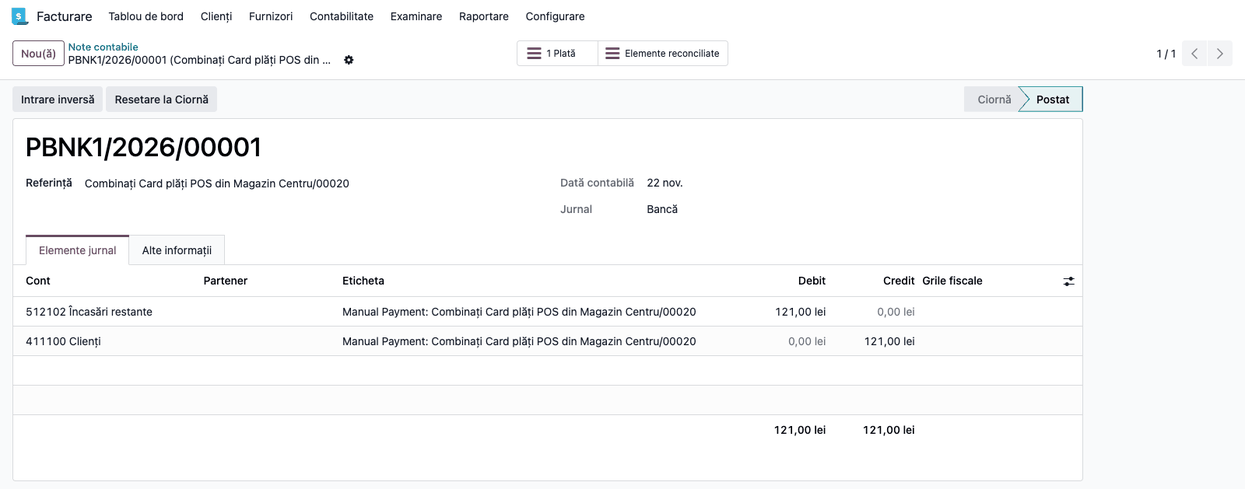 Facturare Tablou de bord Clienți Furnizori Contabilitate Examinare Raportare Configurare
Nou(ă) Note contabile 1 Plată Elemente reconciliate 1 / 1
PBNK1/2026/00001 (Combinați Card plăți POS din ...
Intrare inversă Resetare la Ciornă Ciornă Postat
PBNK1/2026/00001
Referință Combinați Card plăți POS din Magazin Centru/00020 Dată contabilă 22 nov.
Jurnal Bancă
Elemente jurnal Alte informații
Cont Partener Eticheta Debit Credit Grile fiscale
512102 Încasări restante Manual Payment: Combinați Card plăți POS din Magazin Centru/00020 121,00 lei 0,00 lei
411100 Clienți Manual Payment: Combinați Card plăți POS din Magazin Centru/00020 0,00 lei 121,00 lei
121,00 lei 121,00 lei